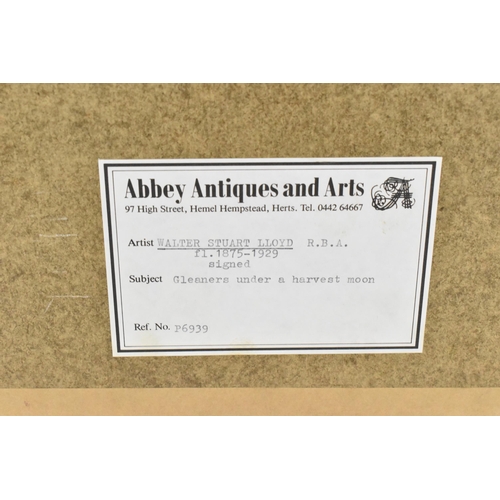 Abbey Antiques and Arts
97 High Street, Hemel Hempstead, Herts. Tel. 0442 64667
Artist WALTER STUART LLOYD R.B.A.
fl.1875-1929
signed
Subject Gleaners under a harvest moon
Ref. No. P6939